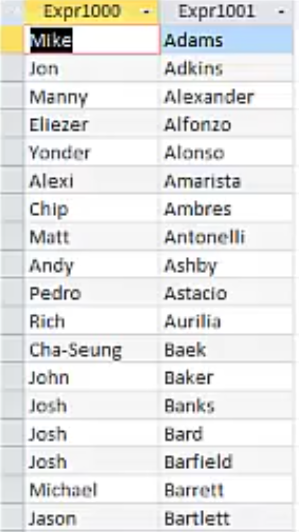 Expr1000 Expr1001
Mike Adams
Jon Adkins
Manny Alexander
Eliezer Alfonzo
Yonder Alonso
Alexi Amarista
Chip Ambres
Matt Antonelli
Andy Ashby
Pedro Astacio
Rich Aurilia
Cha-Seung Baek
John Baker
Josh Banks
Josh Bard
Josh Barfield
Michael Barrett
Jason Bartlett